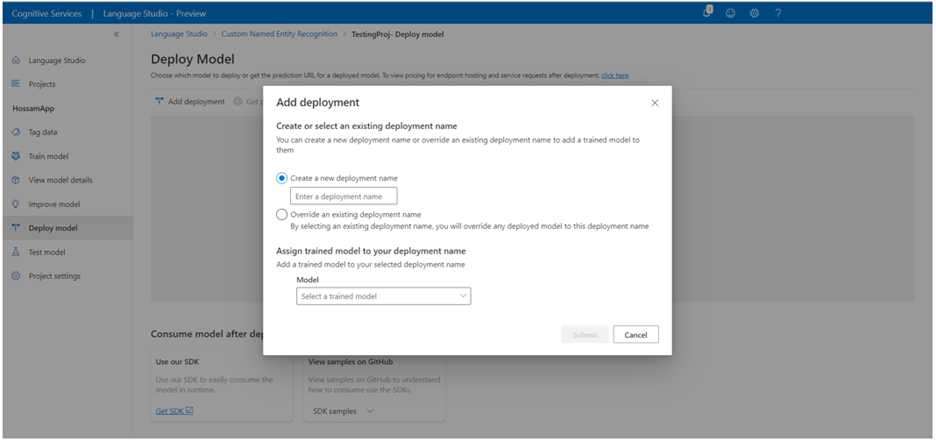 Cognitive Services | Language Studio - Preview
1
?
Language Studio > Custom Named Entity Recognition > TestingProj- Deploy model
Language Studio
Projects
HossamApp
Tag data
Train model
View model details
Improve model
Deploy model
Test model
Project settings
Deploy Model
Choose which model to deploy or get the prediction URL for a deployed model. To view pricing for endpoint hosting and service requests after deployment, click here
Add deployment
Get p
Add deployment
Create or select an existing deployment name
You can create a new deployment name or override an existing deployment name to add a trained model to
them
Create a new deployment name
Enter a deployment name
Override an existing deployment name
By selecting an existing deployment name, you will override any deployed model to this deployment name
Assign trained model to your deployment name
Add a trained model to your selected deployment name
Model
Select a trained model
Submit
Cancel
Consume model after dep
Use our SDK
Use our SDK to easily consume the
model in runtime.
Get SDK
View samples on GitHub
View samples on GitHub to understand
how to consume use the SDKs.
SDK samples